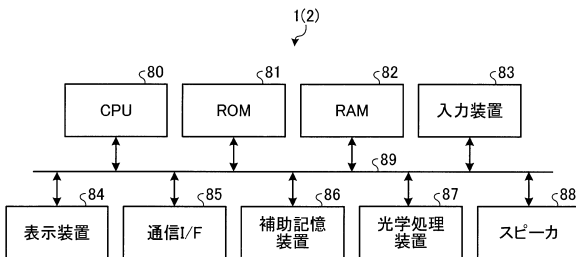 1(2)
80
81
82
83
CPU
ROM
RAM
入力装置
89
84
85
86
87
88
表示装置
通信I/F
補助記憶
装置
光学処理
装置
スピーカ